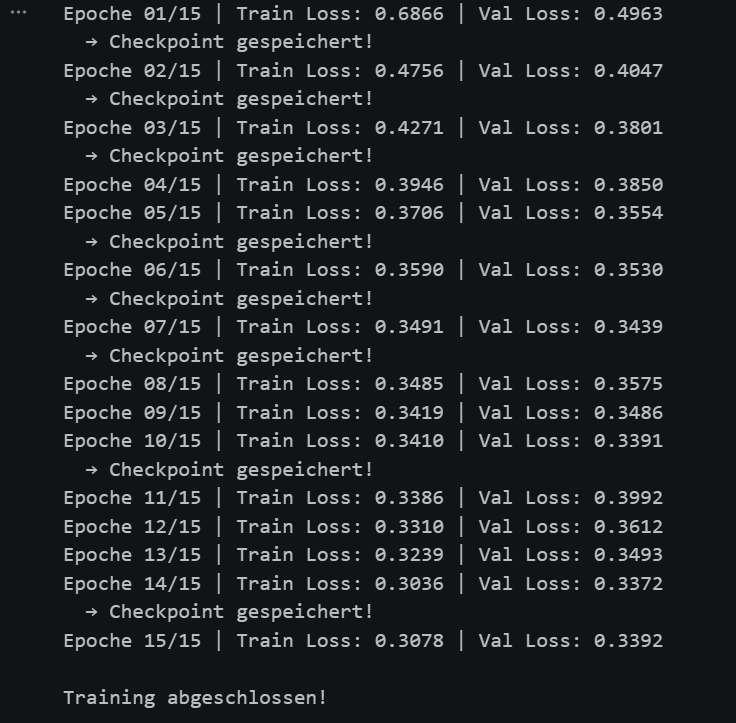 Epoche 01/15 | Train Loss: 0.6866 | Val Loss: 0.4963
→ Checkpoint gespeichert!
Epoche 02/15 | Train Loss: 0.4756 | Val Loss: 0.4047
→ Checkpoint gespeichert!
Epoche 03/15 | Train Loss: 0.4271 | Val Loss: 0.3801
→ Checkpoint gespeichert!
Epoche 04/15 | Train Loss: 0.3946 | Val Loss: 0.3850
Epoche 05/15 | Train Loss: 0.3706 | Val Loss: 0.3554
→ Checkpoint gespeichert!
Epoche 06/15 | Train Loss: 0.3590 | Val Loss: 0.3530
→ Checkpoint gespeichert!
Epoche 07/15 | Train Loss: 0.3491 | Val Loss: 0.3439
→ Checkpoint gespeichert!
Epoche 08/15 | Train Loss: 0.3485 | Val Loss: 0.3575
Epoche 09/15 | Train Loss: 0.3419 | Val Loss: 0.3486
Epoche 10/15 | Train Loss: 0.3410 | Val Loss: 0.3391
→ Checkpoint gespeichert!
Epoche 11/15 | Train Loss: 0.3386 | Val Loss: 0.3992
Epoche 12/15 | Train Loss: 0.3310 | Val Loss: 0.3612
Epoche 13/15 | Train Loss: 0.3239 | Val Loss: 0.3493
Epoche 14/15 | Train Loss: 0.3036 | Val Loss: 0.3372
→ Checkpoint gespeichert!
Epoche 15/15 | Train Loss: 0.3078 | Val Loss: 0.3392
Training abgeschlossen!